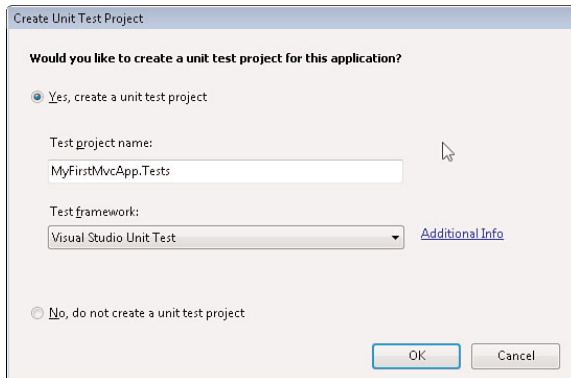 Create Unit Test Project
Would you like to create a unit test project for this application?
Yes, create a unit test project
Test project name:
MyFirstMvcApp.Tests
Test framework:
Visual Studio Unit Test
Additional Info
No, do not create a unit test project
OK
Cancel